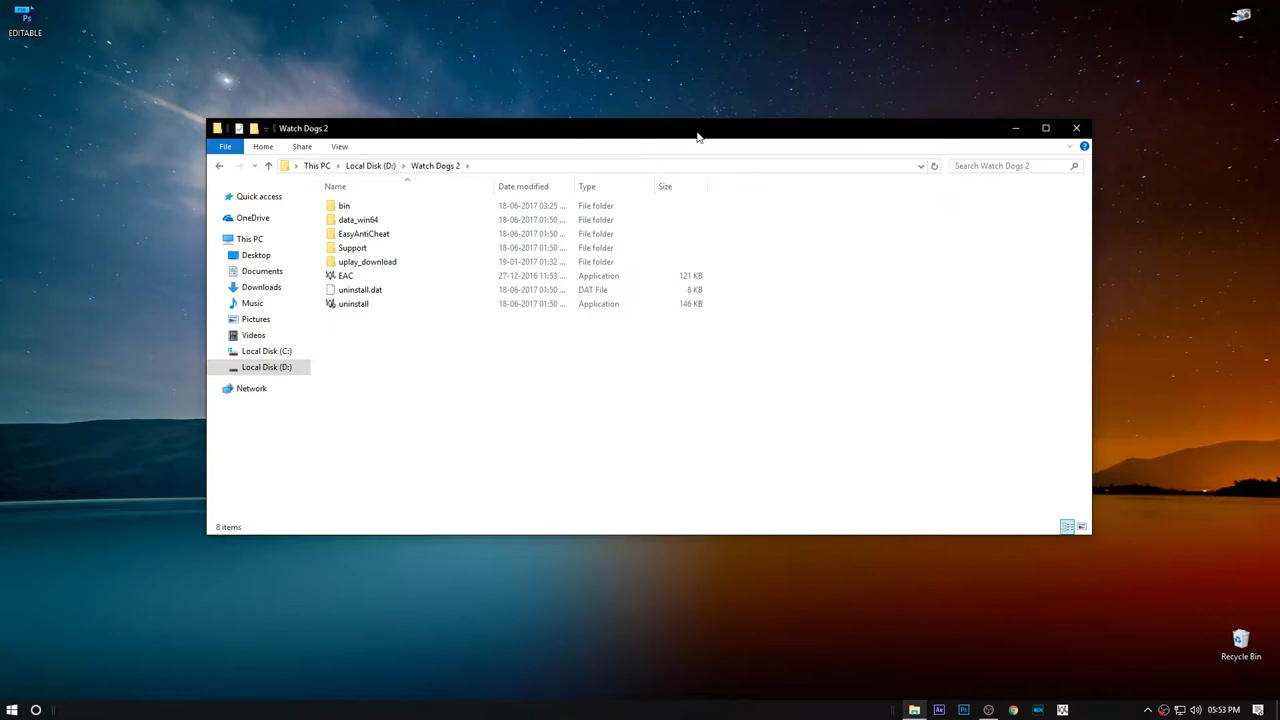 EDITABLE
Watch Dogs 2
File Home Share View
This PC Local Disk (D:) Watch Dogs 2
Search Watch Dogs 2
Name Date modified Type Size
Quick access
OneDrive
This PC
Desktop
Documents
Downloads
Music
Pictures
Videos
Local Disk (C:)
Local Disk (D:)
Network
bin 18-06-2017 03:25 ... File folder
data_win64 18-06-2017 01:50 ... File folder
EasyAntiCheat 18-06-2017 01:50 ... File folder
Support 18-06-2017 01:50 ... File folder
uplay_download 19-01-2017 01:32 ... File folder
EAC 27-12-2016 11:53 ... Application 121 KB
uninstall.dat 18-06-2017 01:50 ... DAT File 8 KB
uninstall 18-06-2017 01:50 ... Application 146 KB
8 items
Recycle Bin
Ae Ps
05:53 PM